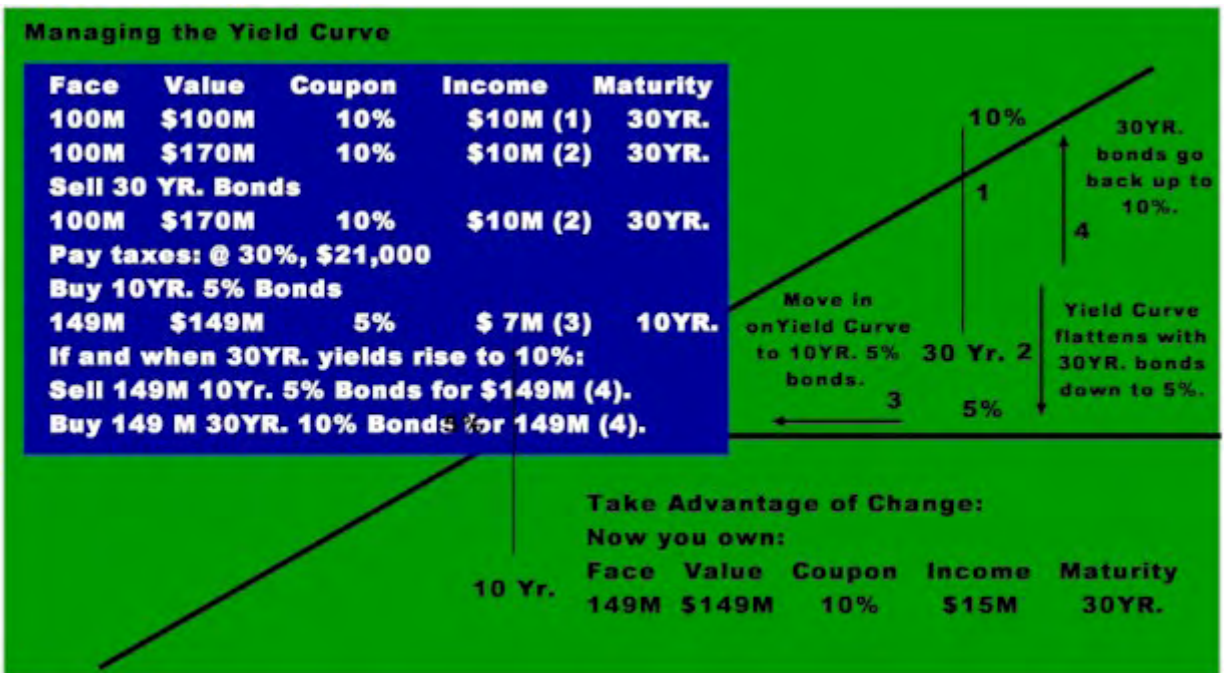 Managing the Yield Curve
Face Value Coupon Income Maturity
100M $100M 10% $10M (1) 30YR.
100M $170M 10% $10M (2) 30YR.
Sell 30 YR. Bonds
100M $170M 10% $10M (2) 30YR.
Pay taxes: @ 30%, $21,000
Buy 10YR. 5% Bonds
149M $149M 5% $ 7M (3) 10YR.
If and when 30YR. yields rise to 10%:
Sell 149M 10Yr. 5% Bonds for $149M (4).
Buy 149 M 30YR. 10% Bonds for 149M (4).
5%
10 Yr.
10%
1
30YR.
bonds go
back up to
10%.
4
Move in
onYield Curve
to 10YR. 5%
bonds.
3
30 Yr.
2
5%
Yield Curve
flattens with
30YR. bonds
down to 5%.
Take Advantage of Change:
Now you own:
Face Value Coupon Income Maturity
149M $149M 10% $15M 30YR.